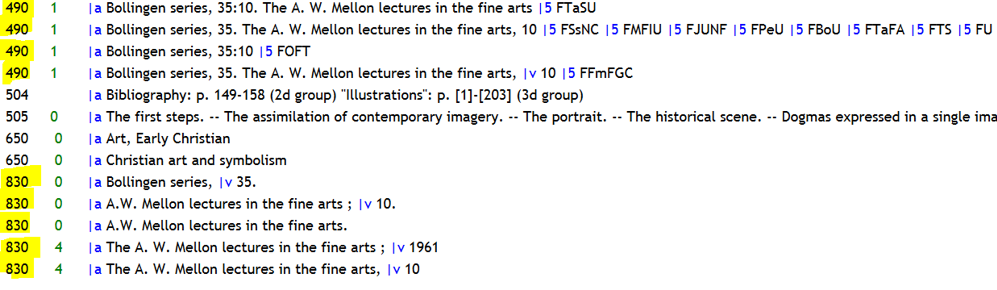 490 1 |a Bollingen series, 35:10. The A. W. Mellon lectures in the fine arts |5 FTaSU
490 1 |a Bollingen series, 35. The A. W. Mellon lectures in the fine arts, 10 |5 FSsNC |5 FMFIU |5 FJUNF |5 FPeU |5 FBoU |5 FTaFA |5 FTS |5 FU
490 1 |a Bollingen series, 35:10 |5 FOFT
490 1 |a Bollingen series, 35. The A. W. Mellon lectures in the fine arts, |v 10 |5 FFmFGC
504 |a Bibliography: p. 149-158 (2d group) "Illustrations": p. [1]-[203] (3d group)
505 0 |a The first steps. -- The assimilation of contemporary imagery. -- The portrait. -- The historical scene. -- Dogmas expressed in a single ima
650 0 |a Art, Early Christian
650 0 |a Christian art and symbolism
830 0 |a Bollingen series, |v 35.
830 0 |a A.W. Mellon lectures in the fine arts ; |v 10.
830 0 |a A.W. Mellon lectures in the fine arts.
830 4 |a The A. W. Mellon lectures in the fine arts ; |v 1961
830 4 |a The A. W. Mellon lectures in the fine arts, |v 10